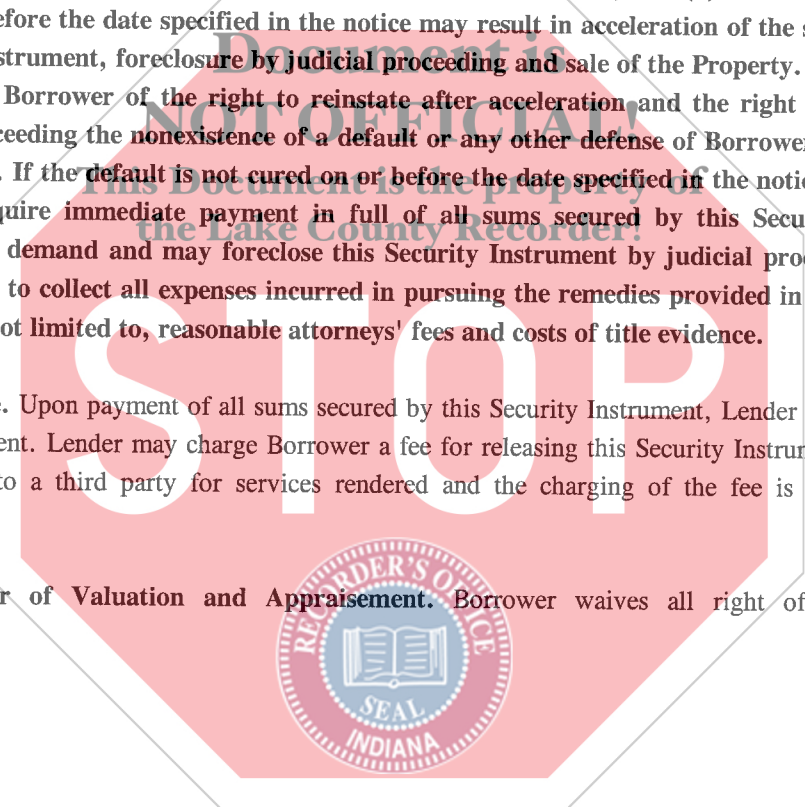 efore the date specified in the notice may result in acceleration of the s
strument, foreclosure by judicial proceeding and sale of the Property.
Borrower of the right to reinstate after acceleration and the right
ceeding the nonexistence of a default or any other defense of Borrower
. If the default is not cured on or before the date specified in the notic
quire immediate payment in full of all sums secured by this Secu
demand and may foreclose this Security Instrument by judicial pro
to collect all expenses incurred in pursuing the remedies provided in
ot limited to, reasonable attorneys' fees and costs of title evidence.
e. Upon payment of all sums secured by this Security Instrument, Lender
ent. Lender may charge Borrower a fee for releasing this Security Instrum
to a third party for services rendered and the charging of the fee is
r of Valuation and Appraisement. Borrower waives all right of
Document is
NOT OFFICIAL!
This Document is the property of
the Lake County Recorder!
STOP
RECORDER'S OFFICE
SEAL
INDIANA